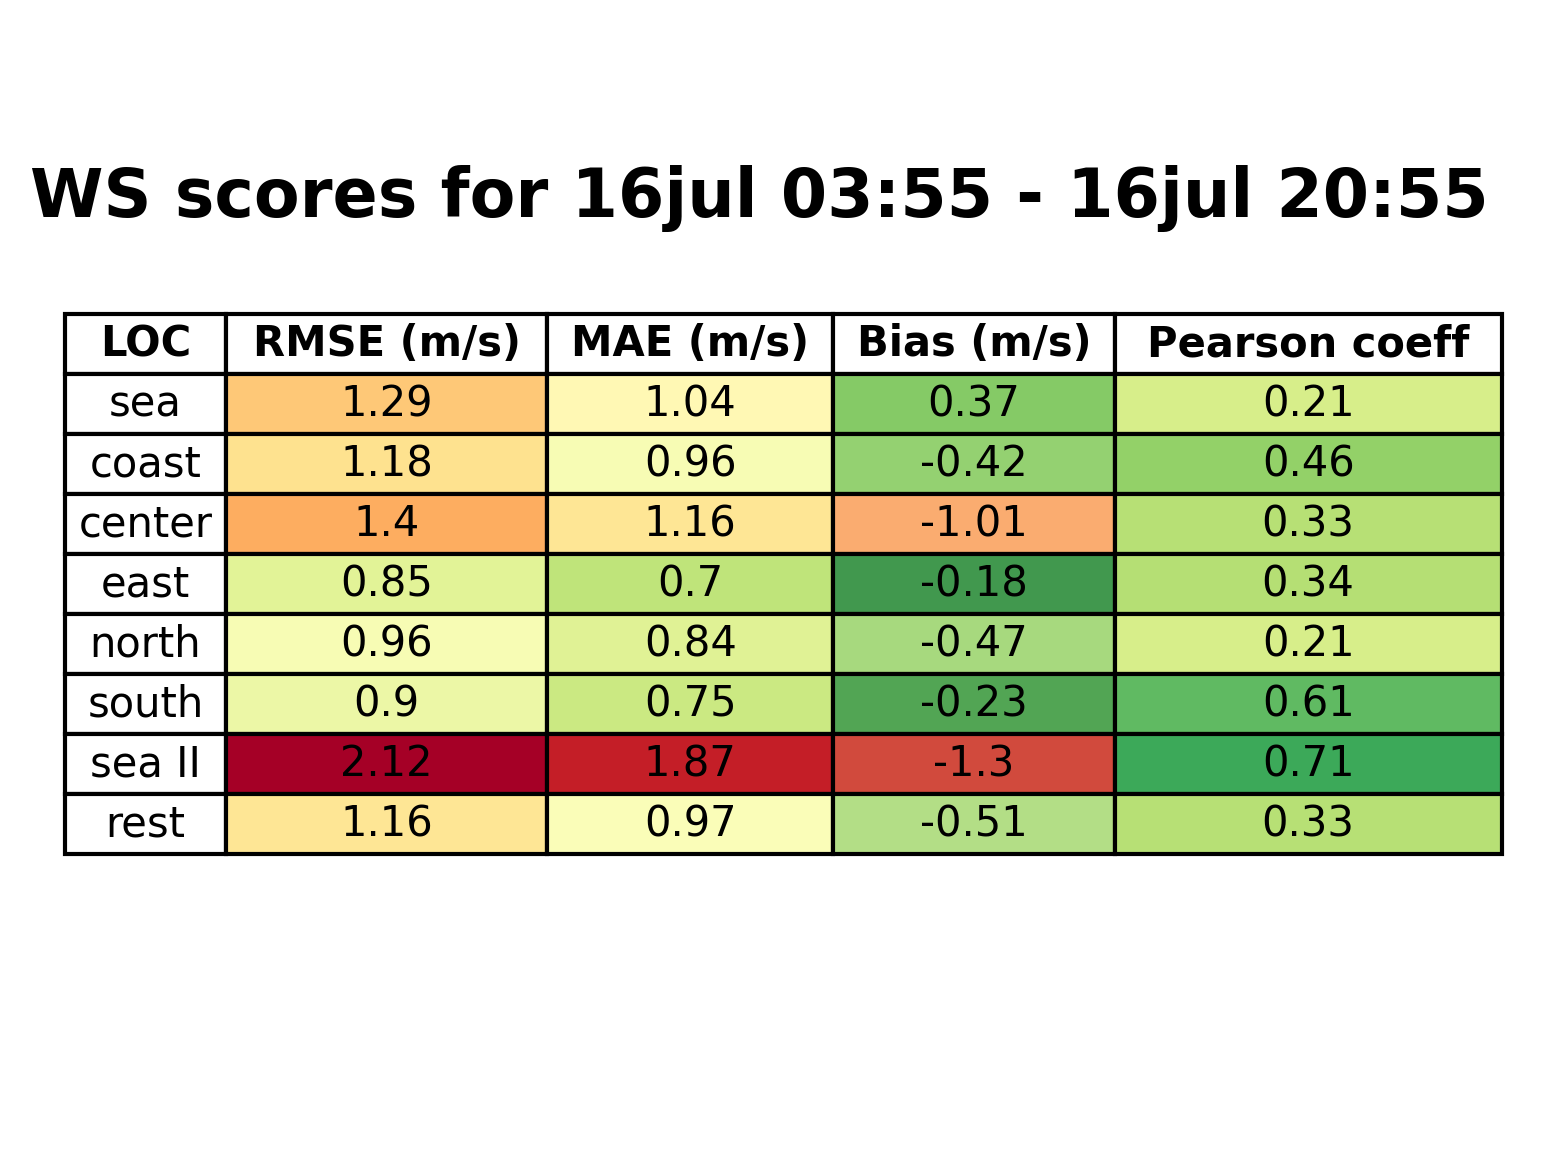 WS scores for 16jul 03:55 - 16jul 20:55
LOC RMSE (m/s) MAE (m/s) Bias (m/s) Pearson coeff
sea 1.29 1.04 0.37 0.21
coast 1.18 0.96 -0.42 0.46
center 1.4 1.16 -1.01 0.33
east 0.85 0.7 -0.18 0.34
north 0.96 0.84 -0.47 0.21
south 0.9 0.75 -0.23 0.61
sea II 2.12 1.87 -1.3 0.71
rest 1.16 0.97 -0.51 0.33